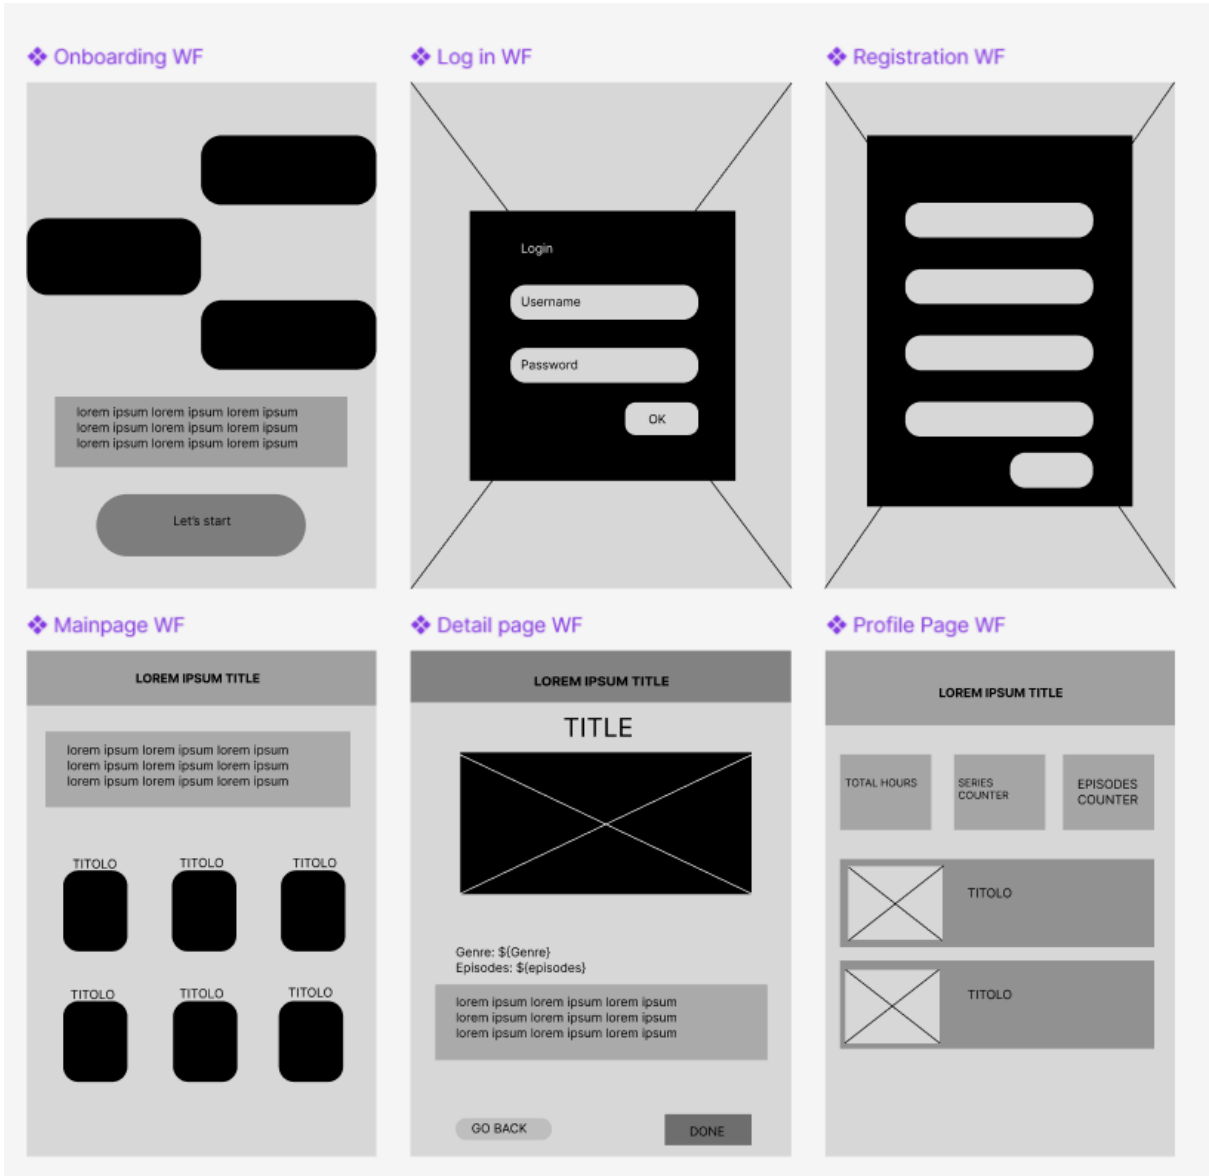 Onboarding WF
lorem ipsum lorem ipsum lorem ipsum
lorem ipsum lorem ipsum lorem ipsum
lorem ipsum lorem ipsum lorem ipsum
Let's start
Log in WF
Login
Username
Password
OK
Registration WF
Mainpage WF
LOREM IPSUM TITLE
lorem ipsum lorem ipsum lorem ipsum
lorem ipsum lorem ipsum lorem ipsum
lorem ipsum lorem ipsum lorem ipsum
TITOLO
TITOLO
TITOLO
TITOLO
TITOLO
TITOLO
Detail page WF
LOREM IPSUM TITLE
TITLE
Genre: ${Genre}
Episodes: ${episodes}
lorem ipsum lorem ipsum lorem ipsum
lorem ipsum lorem ipsum lorem ipsum
lorem ipsum lorem ipsum lorem ipsum
GO BACK
DONE
Profile Page WF
LOREM IPSUM TITLE
TOTAL HOURS
SERIES
COUNTER
EPISODES
COUNTER
TITOLO
TITOLO